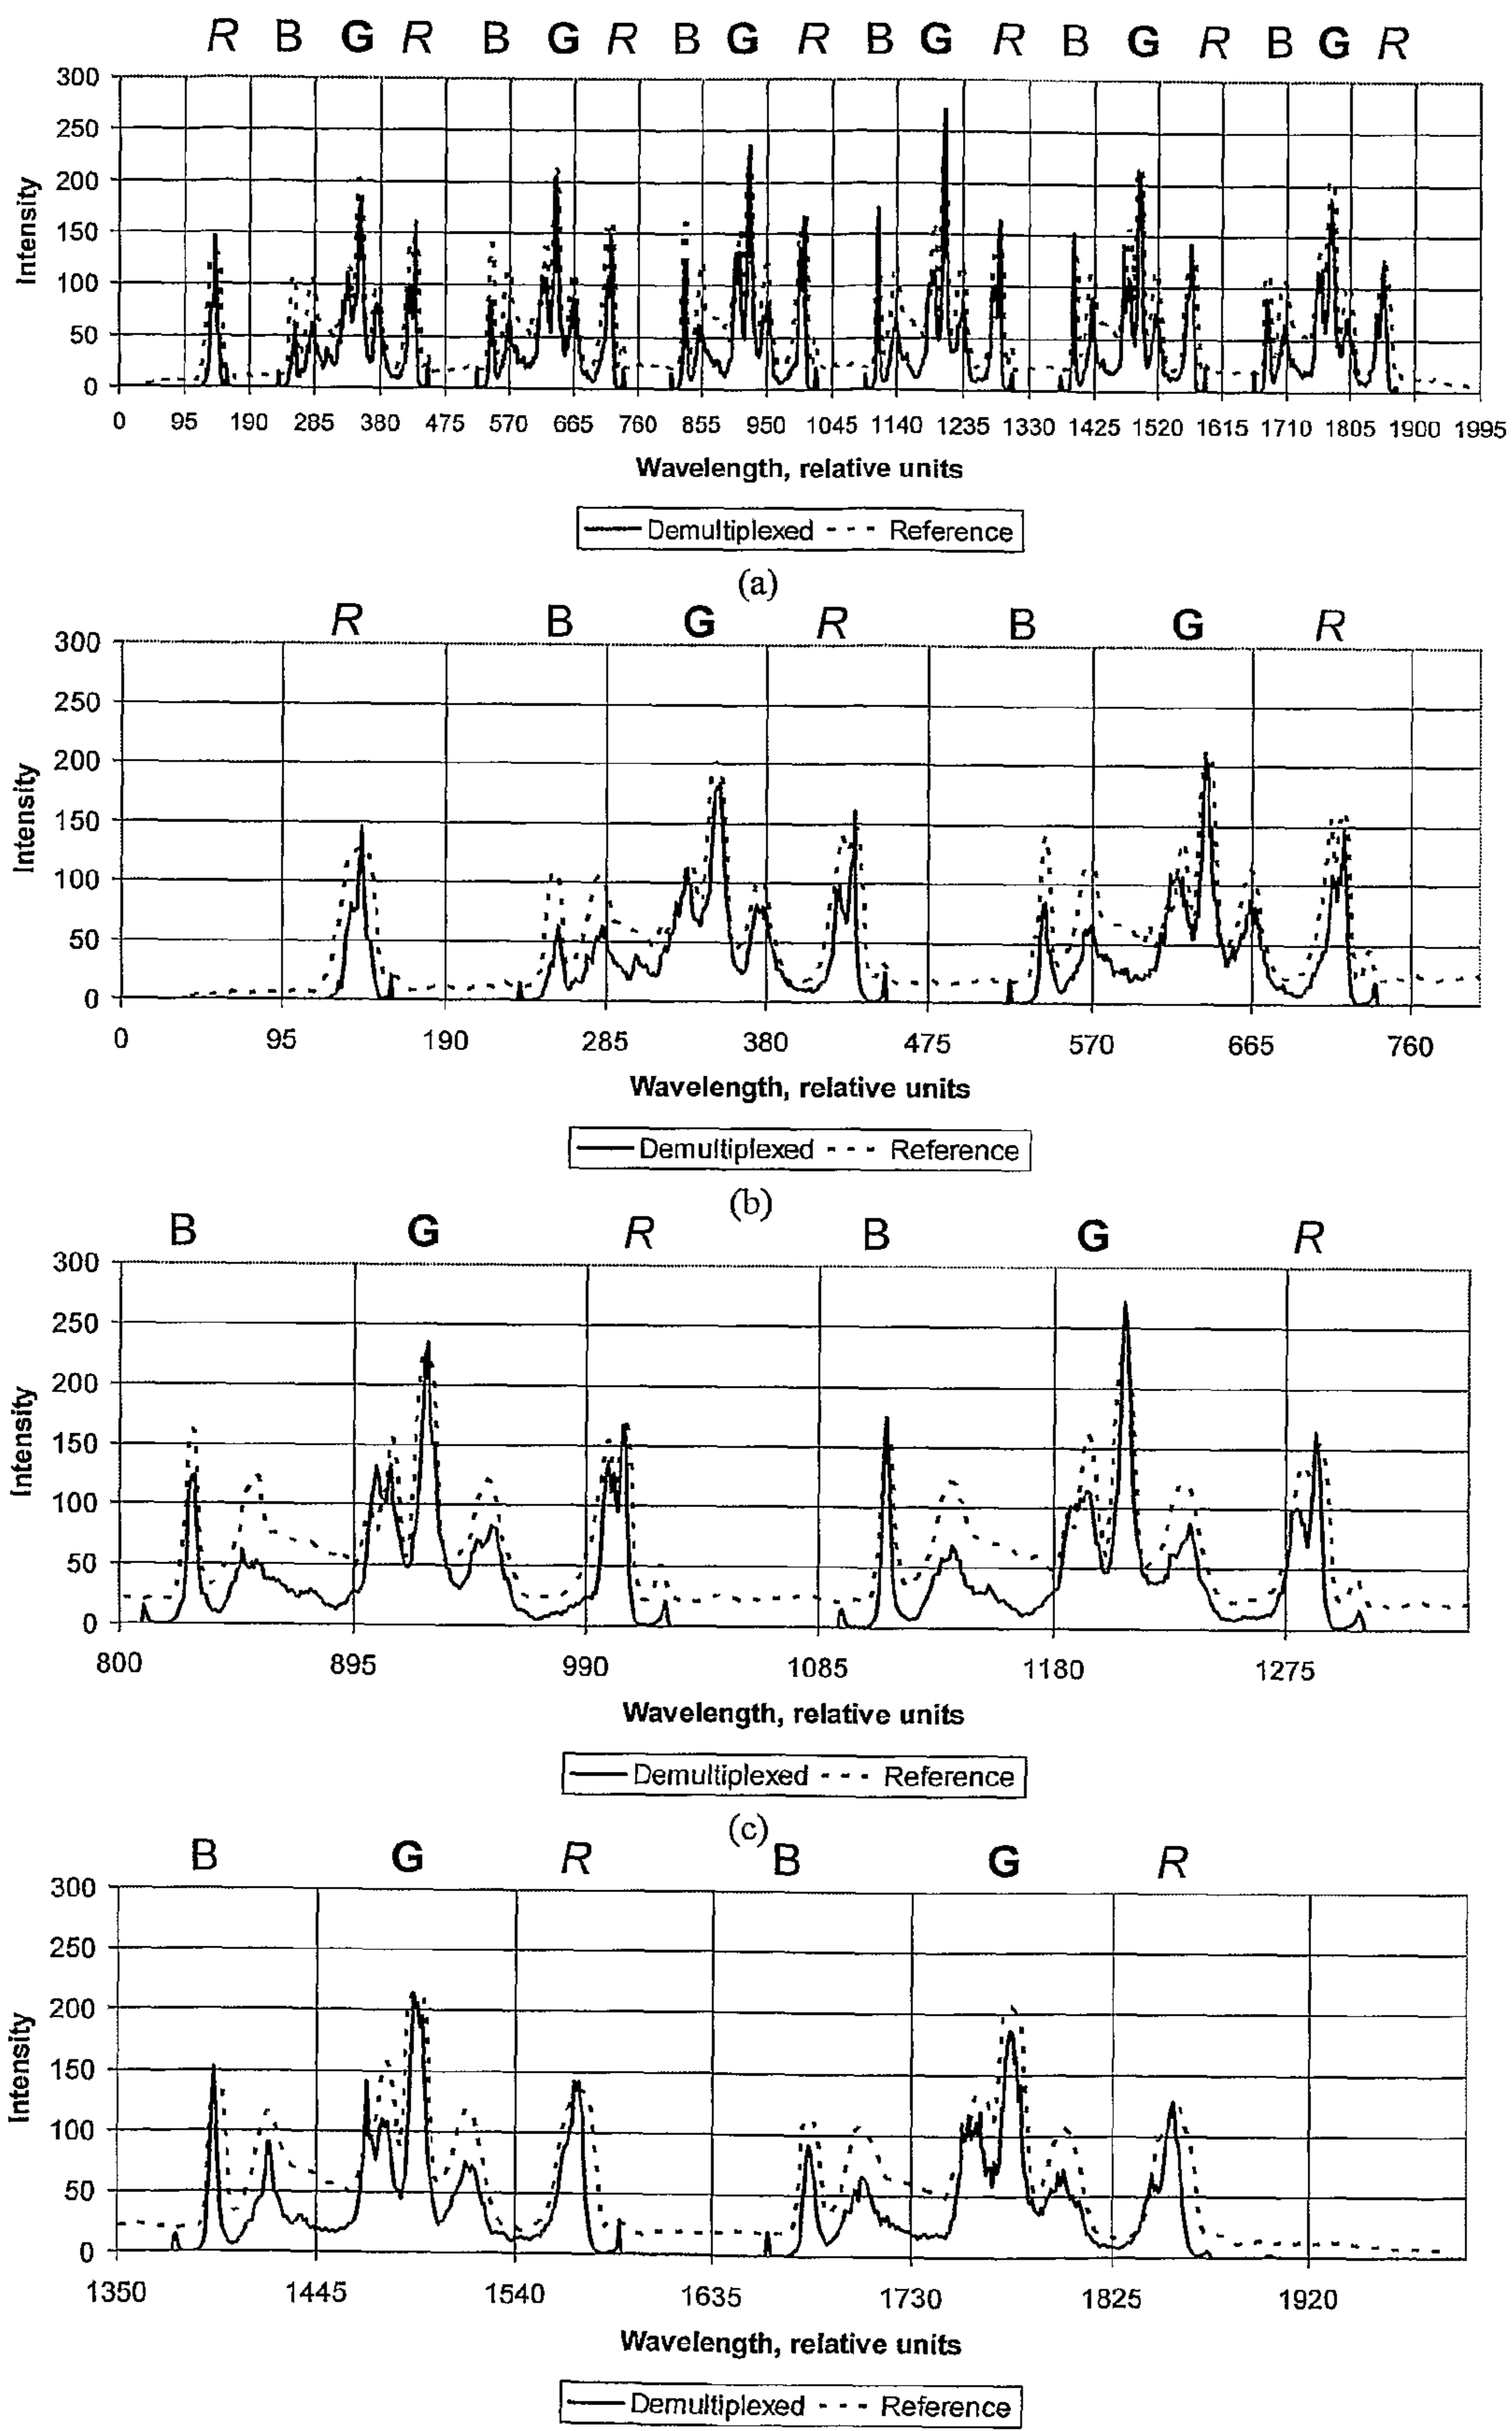 R B G R B G R B G R B G R B G R B G R
300
250
200
150
100
50
0
Intensity
0 95 190 285 380 475 570 665 760 855 950 1045 1140 1235 1330 1425 1520 1615 1710 1805 1900 1995
Wavelength, relative units
Demultiplexed Reference
(a)
R B G R B G R
300
250
200
150
100
50
0
Intensity
0 95 190 285 380 475 570 665 760
Wavelength, relative units
Demultiplexed Reference
(b)
B G R B G R
300
250
200
150
100
50
0
Intensity
800 895 990 1085 1180 1275
Wavelength, relative units
Demultiplexed Reference
(c)
B G R B G R
300
250
200
150
100
50
0
Intensity
1350 1445 1540 1635 1730 1825 1920
Wavelength, relative units
Demultiplexed Reference